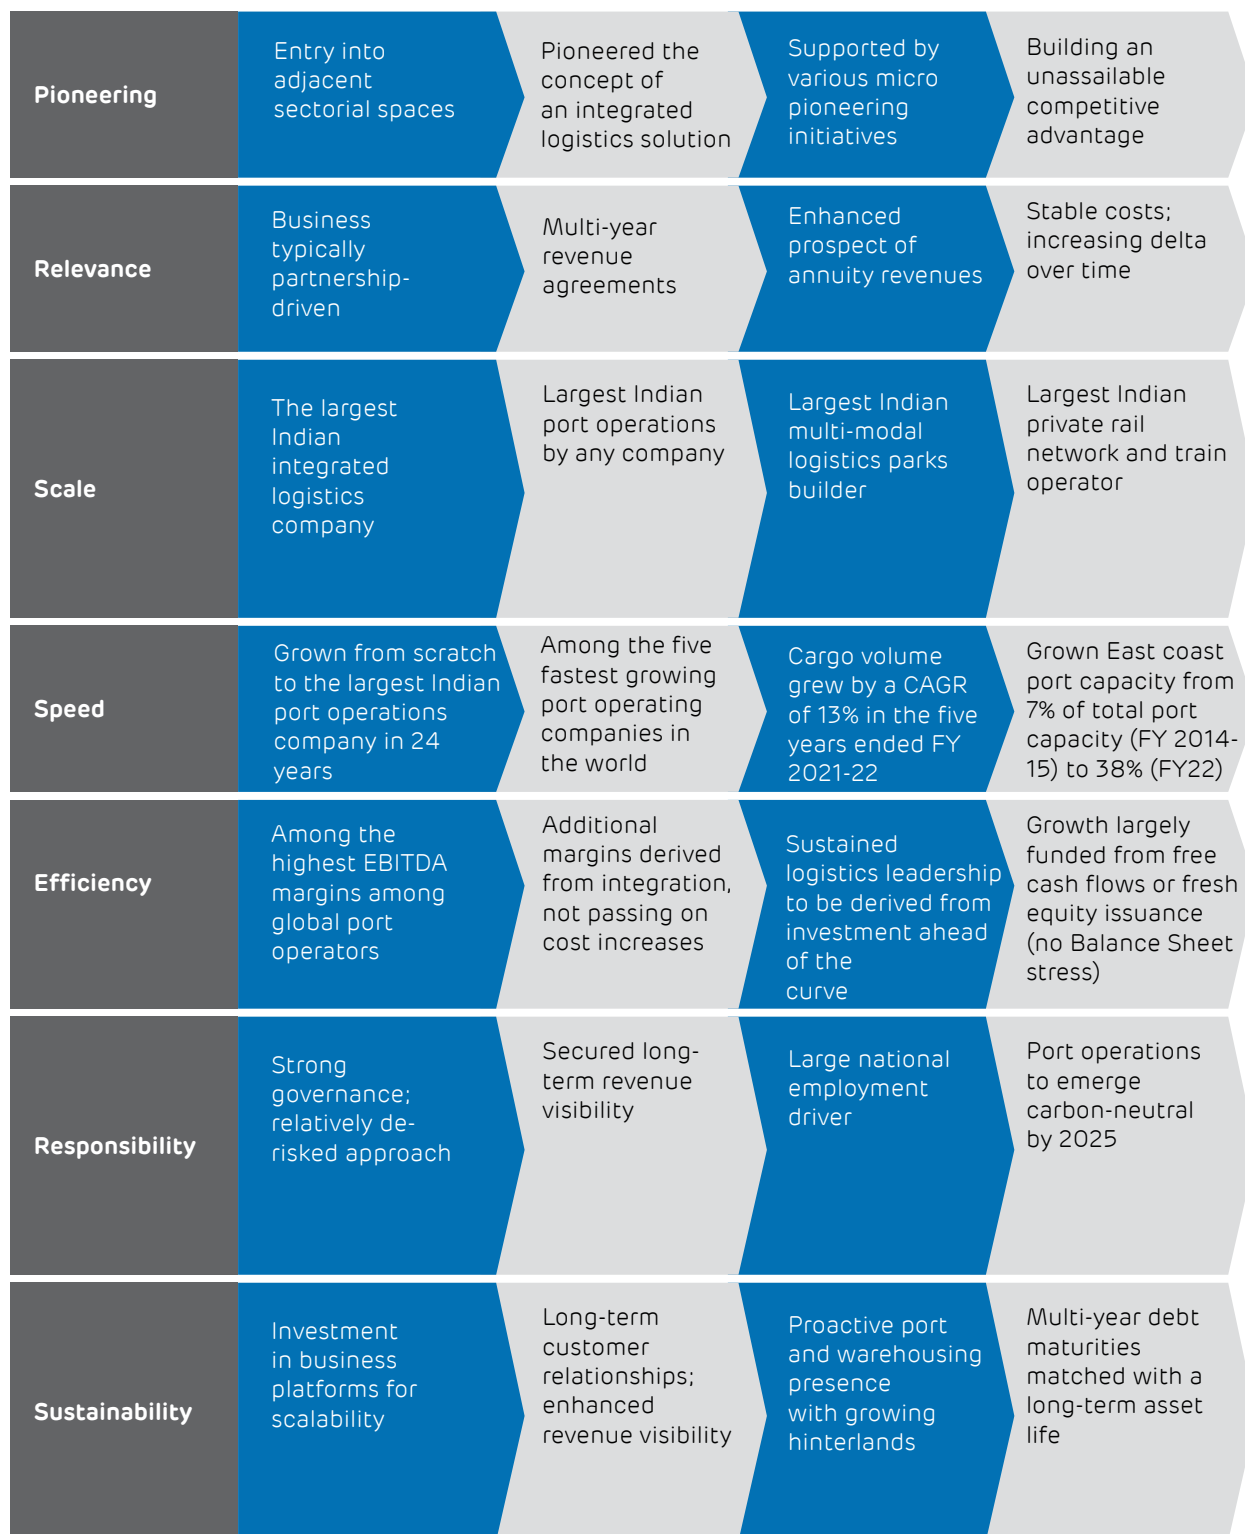 Pioneering
Entry into
adjacent
sectorial spaces
Pioneered the
concept of
an integrated
logistics solution
Supported by
various micro
pioneering
initiatives
Building an
unassailable
competitive
advantage
Relevance
Business
typically
partnership-
driven
Multi-year
revenue
agreements
Enhanced
prospect of
annuity revenues
Stable costs;
increasing delta
over time
Scale
The largest
Indian
integrated
logistics
company
Largest Indian
port operations
by any company
Largest Indian
multi-modal
logistics parks
builder
Largest Indian
private rail
network and train
operator
Speed
Grown from scratch
to the largest Indian
port operations
company in 24
years
Among the five
fastest growing
port operating
companies in
the world
Cargo volume
grew by a CAGR
of 13% in the five
years ended FY
2021-22
Grown East coast
port capacity from
7% of total port
capacity (FY 2014-
15) to 38% (FY22)
Efficiency
Among the
highest EBITDA
margins among
global port
operators
Additional
margins derived
from integration,
not passing on
cost increases
Sustained
logistics leadership
to be derived from
investment ahead
of the
curve
Growth largely
funded from free
cash flows or fresh
equity issuance
(no Balance Sheet
stress)
Responsibility
Strong
governance;
relatively de-
risked approach
Secured long-
term revenue
visibility
Large national
employment
driver
Port operations
to emerge
carbon-neutral
by 2025
Sustainability
Investment
in business
platforms for
scalability
Long-term
customer
relationships;
enhanced
revenue visibility
Proactive port
and warehousing
presence
with growing
hinterlands
Multi-year debt
maturities
matched with a
long-term asset
life